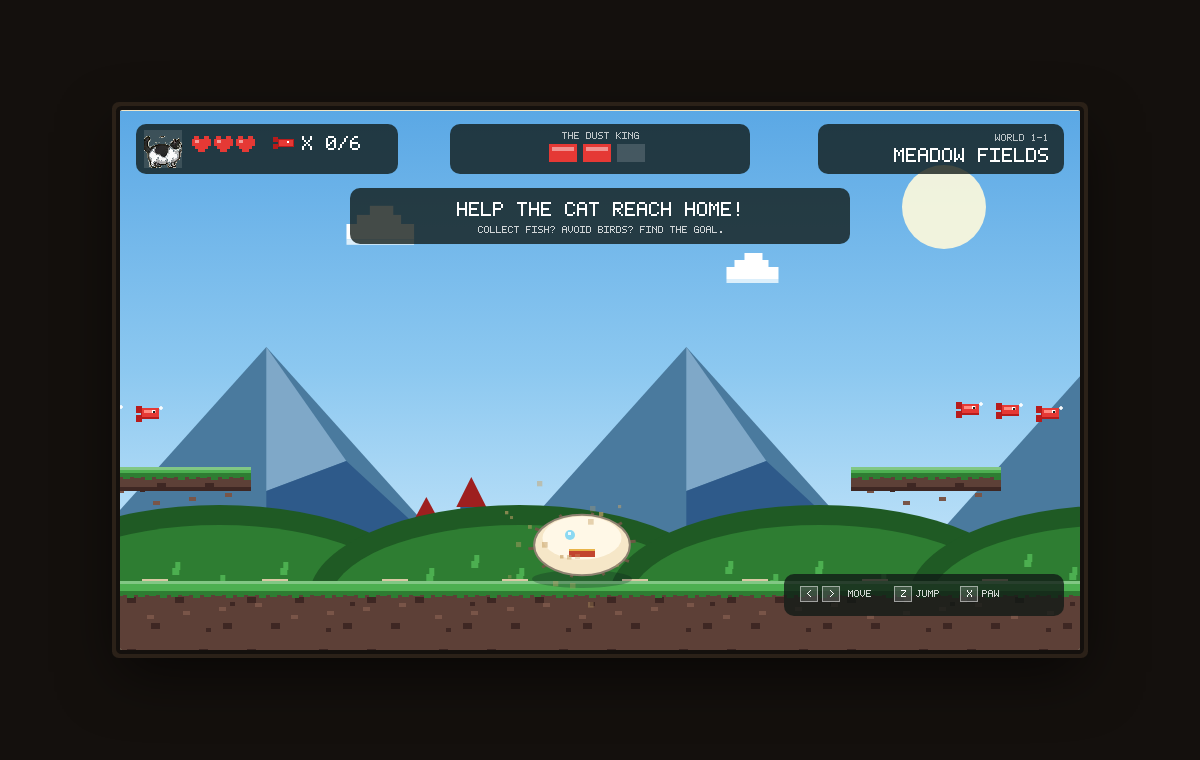 X 0/6
THE DUST KING
WORLD 1-1
MEADOW FIELDS
HELP THE CAT REACH HOME!
COLLECT FISH? AVOID BIRDS? FIND THE GOAL.
< > MOVE Z JUMP X PAW